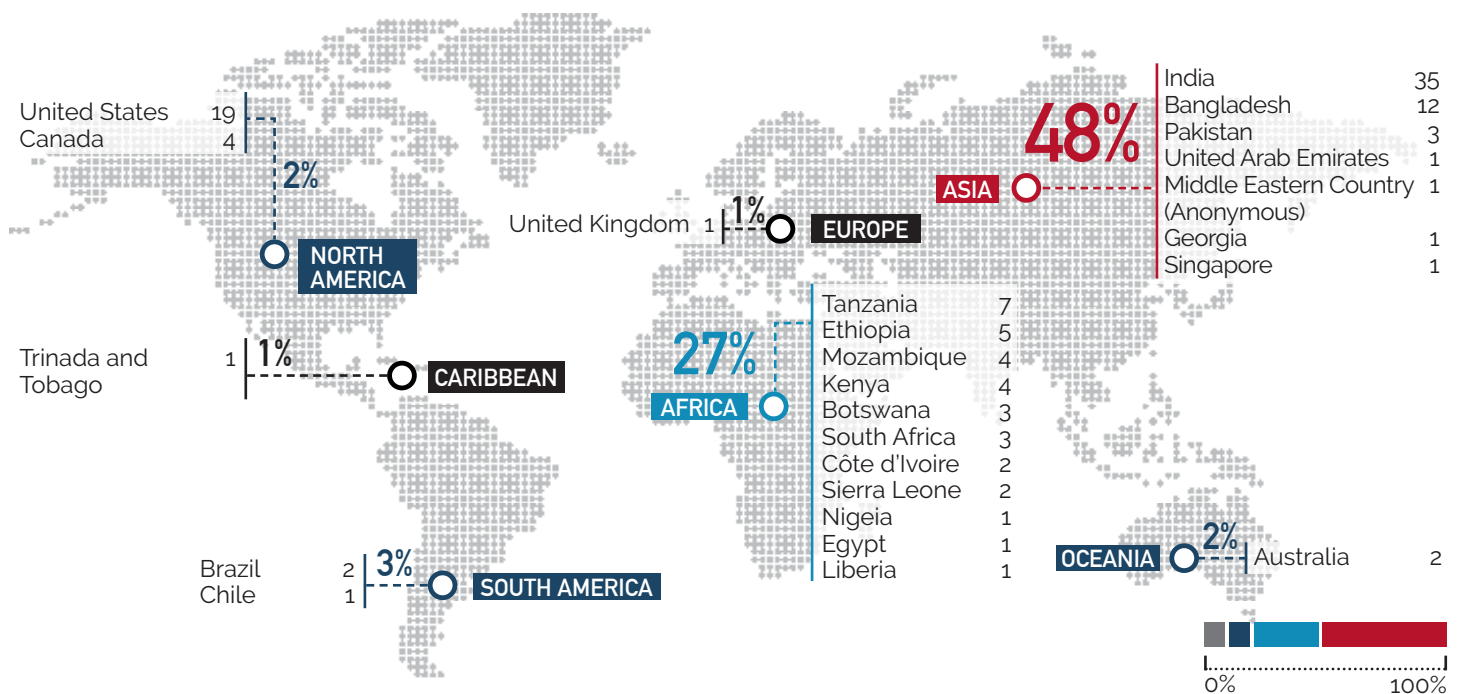 United States 19
Canada 4
2%
NORTH
AMERICA
Trinada and 1
Tobago
1%
CARIBBEAN
Brazil 2
Chile 1
3%
SOUTH AMERICA
United Kingdom 1
1%
EUROPE
27%
AFRICA
Tanzania 7
Ethiopia 5
Mozambique 4
Kenya 4
Botswana 3
South Africa 3
Côte d’Ivoire 2
Sierra Leone 2
Nigeia 1
Egypt 1
Liberia 1
48%
ASIA
India 35
Bangladesh 12
Pakistan 3
United Arab Emirates 1
Middle Eastern Country 1
(Anonymous)
Georgia 1
Singapore 1
OCEANIA
2%
Australia 2
0% 100%